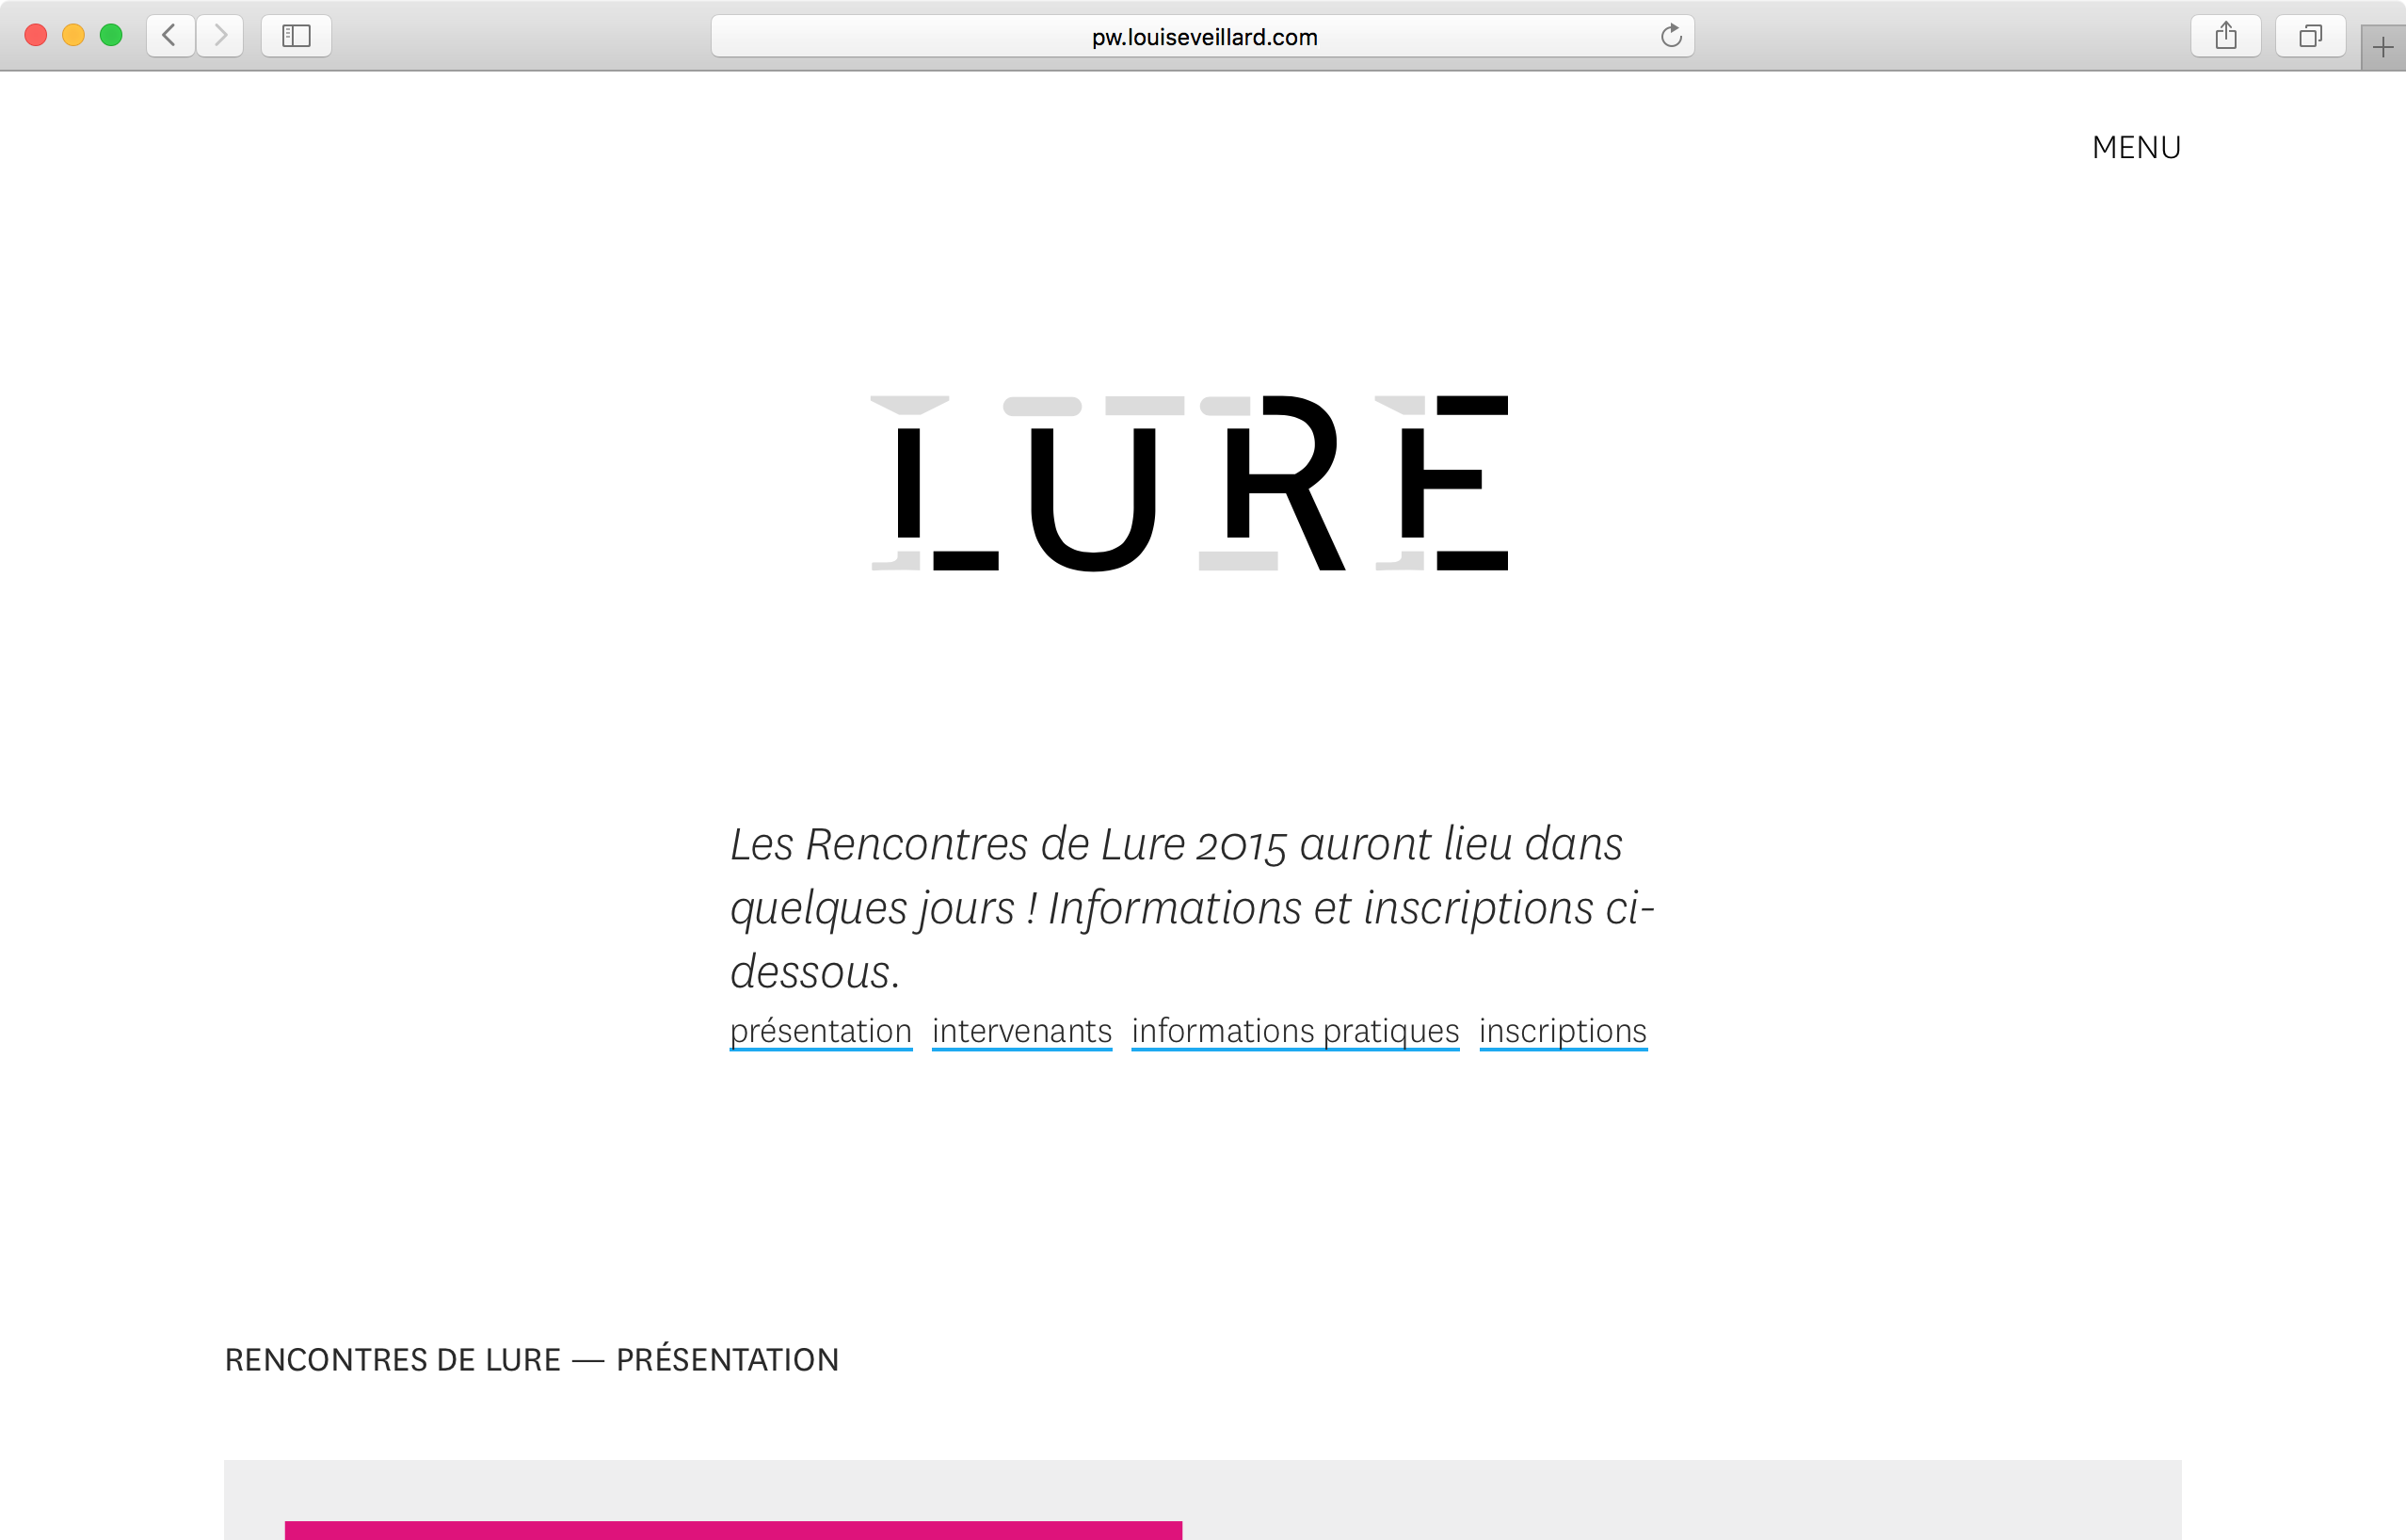 pw.louiseveillard.com
MENU
LURE
Les Rencontres de Lure 2015 auront lieu dans
quelques jours ! Informations et inscriptions ci-
dessous.
présentation intervenants informations pratiques inscriptions
RENCONTRES DE LURE — PRÉSENTATION